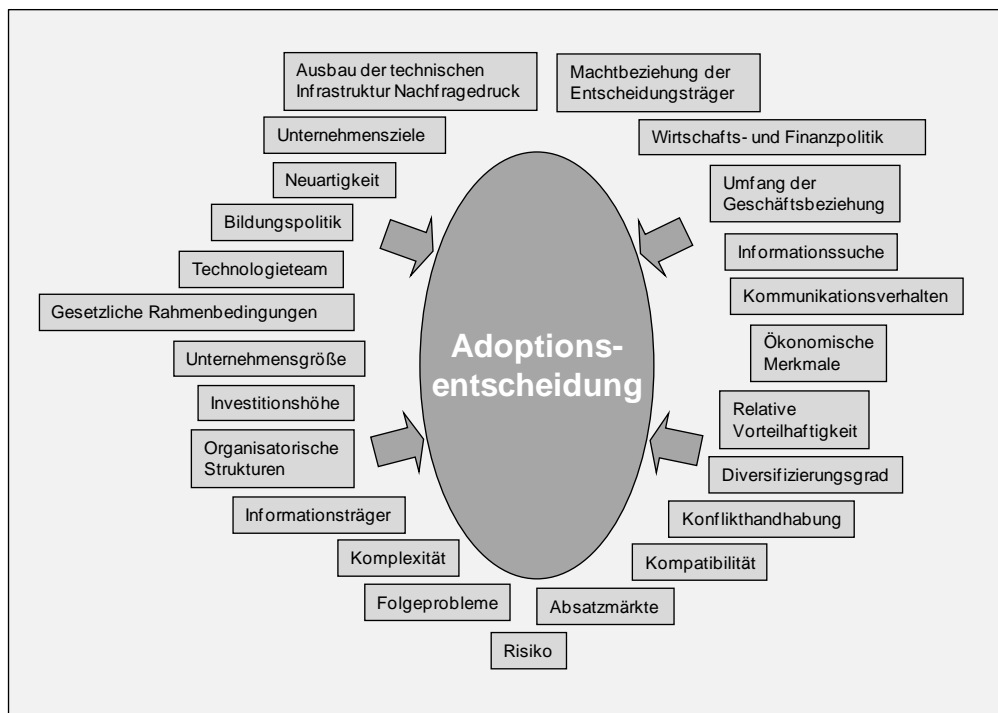 Ausbau der technischen
Infrastruktur Nachfragedruck
Machtbeziehung der
Entscheidungsträger
Unternehmensziele
Wirtschafts- und Finanzpolitik
Neuartigkeit
Umfang der
Geschäftsbeziehung
Bildungspolitik
Informationssuche
Technologieteam
Kommunikationsverhalten
Gesetzliche Rahmenbedingungen
Ökonomische
Merkmale
Adoptions-
entscheidung
Unternehmensgröße
Investitionshöhe
Relative
Vorteilhaftigkeit
Organisatorische
Strukturen
Diversifizierungsgrad
Informationsträger
Konflikthandhabung
Komplexität
Kompatibilität
Folgeprobleme
Absatzmärkte
Risiko